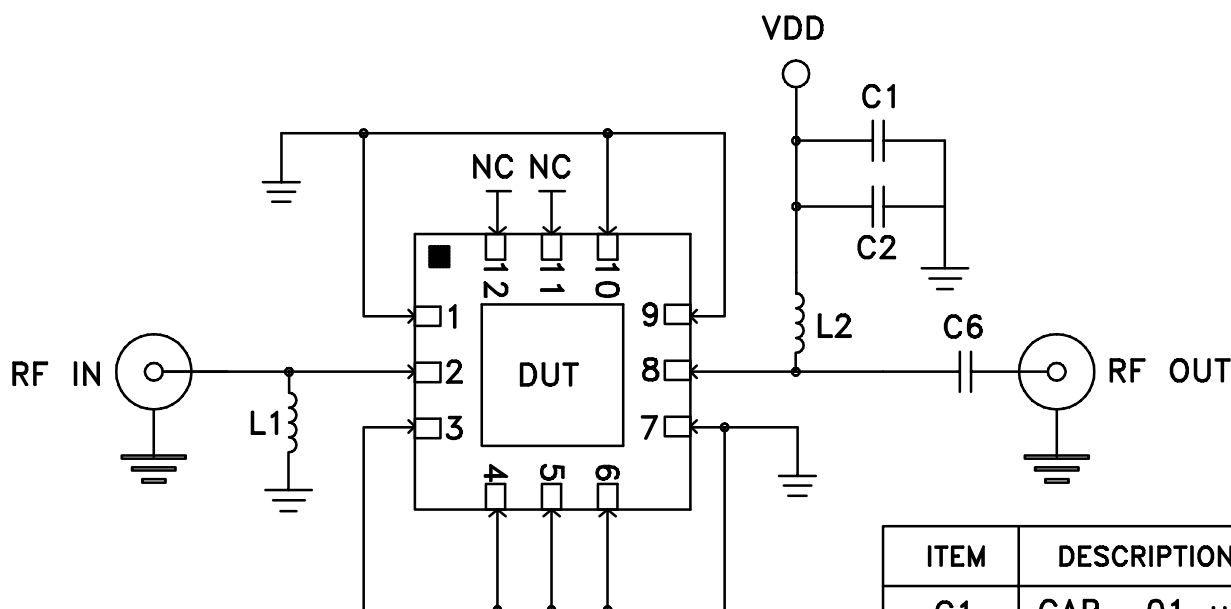 VDD
C1
NC NC
C2
12 11 10
1
9
L2
C6
RF IN
2
DUT
8
RF OUT
L1
3
7
4 5 6
ITEM DESCRIPTION